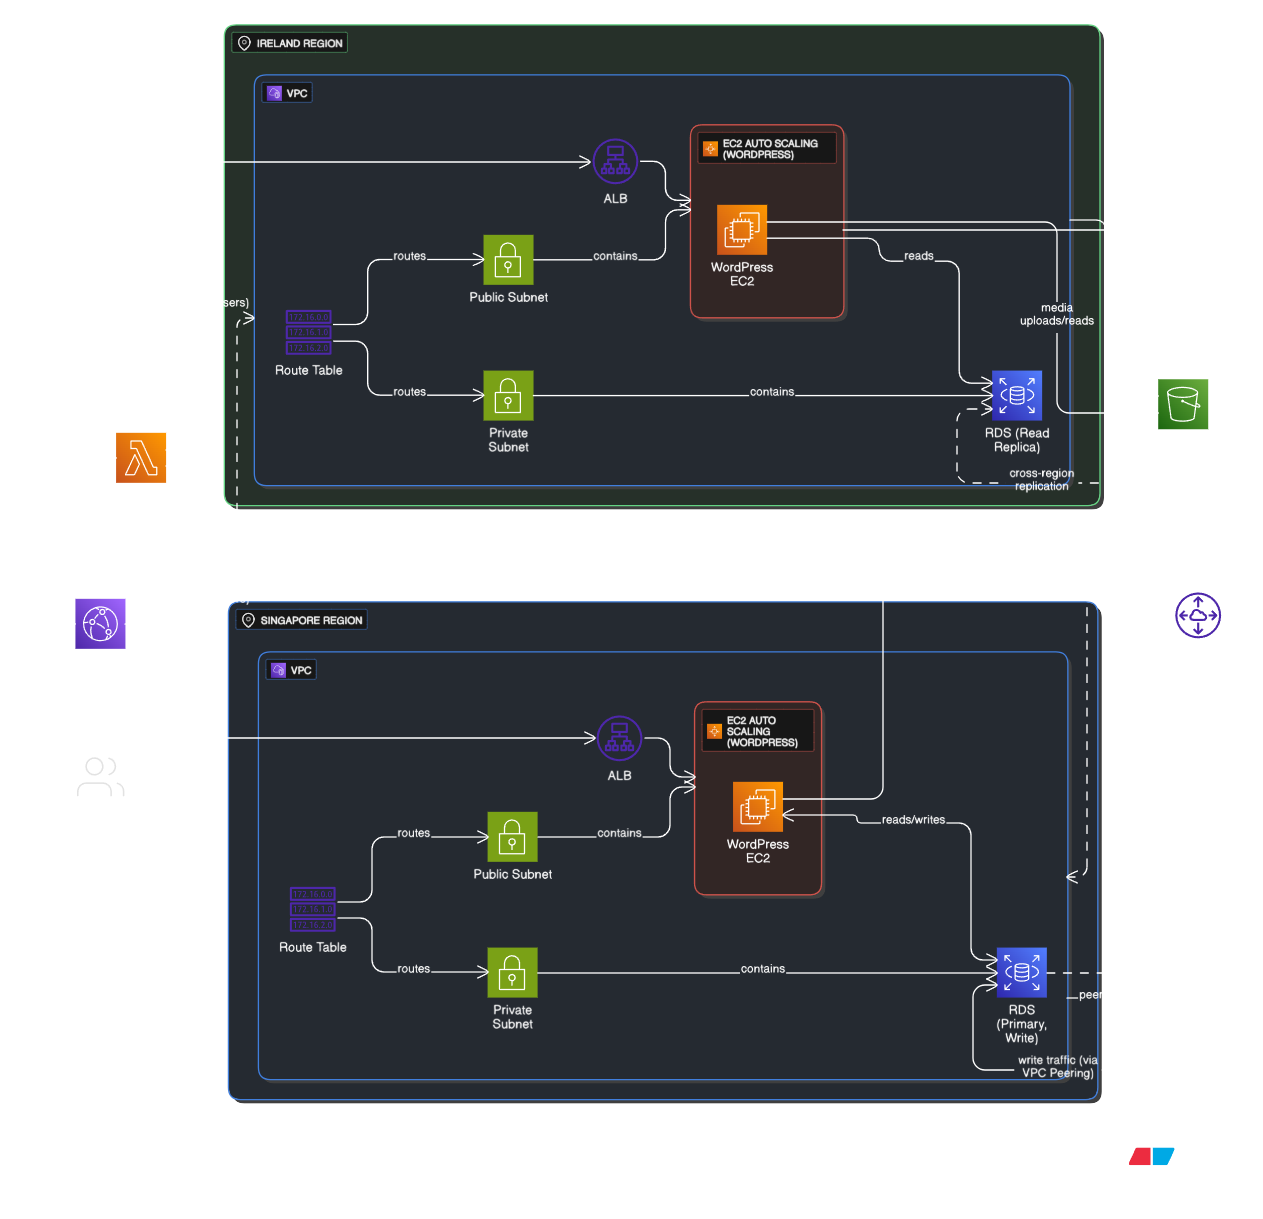 IRELAND REGION
VPC
EC2 AUTO SCALING
(WORDPRESS)
ALB
WordPress
EC2
routes
contains
reads
Public Subnet
sers)
media
uploads/reads
172.16.0.0
172.16.1.0
172.16.2.0
Route Table
routes
contains
Private
Subnet
RDS (Read
Replica)
cross-region
replication
SINGAPORE REGION
VPC
EC2 AUTO
SCALING
(WORDPRESS)
ALB
reads/writes
WordPress
EC2
routes
contains
Public Subnet
172.16.0.0
172.16.1.0
172.16.2.0
Route Table
routes
contains
Private
Subnet
peer
RDS
(Primary,
Write)
write traffic (via
VPC Peering)